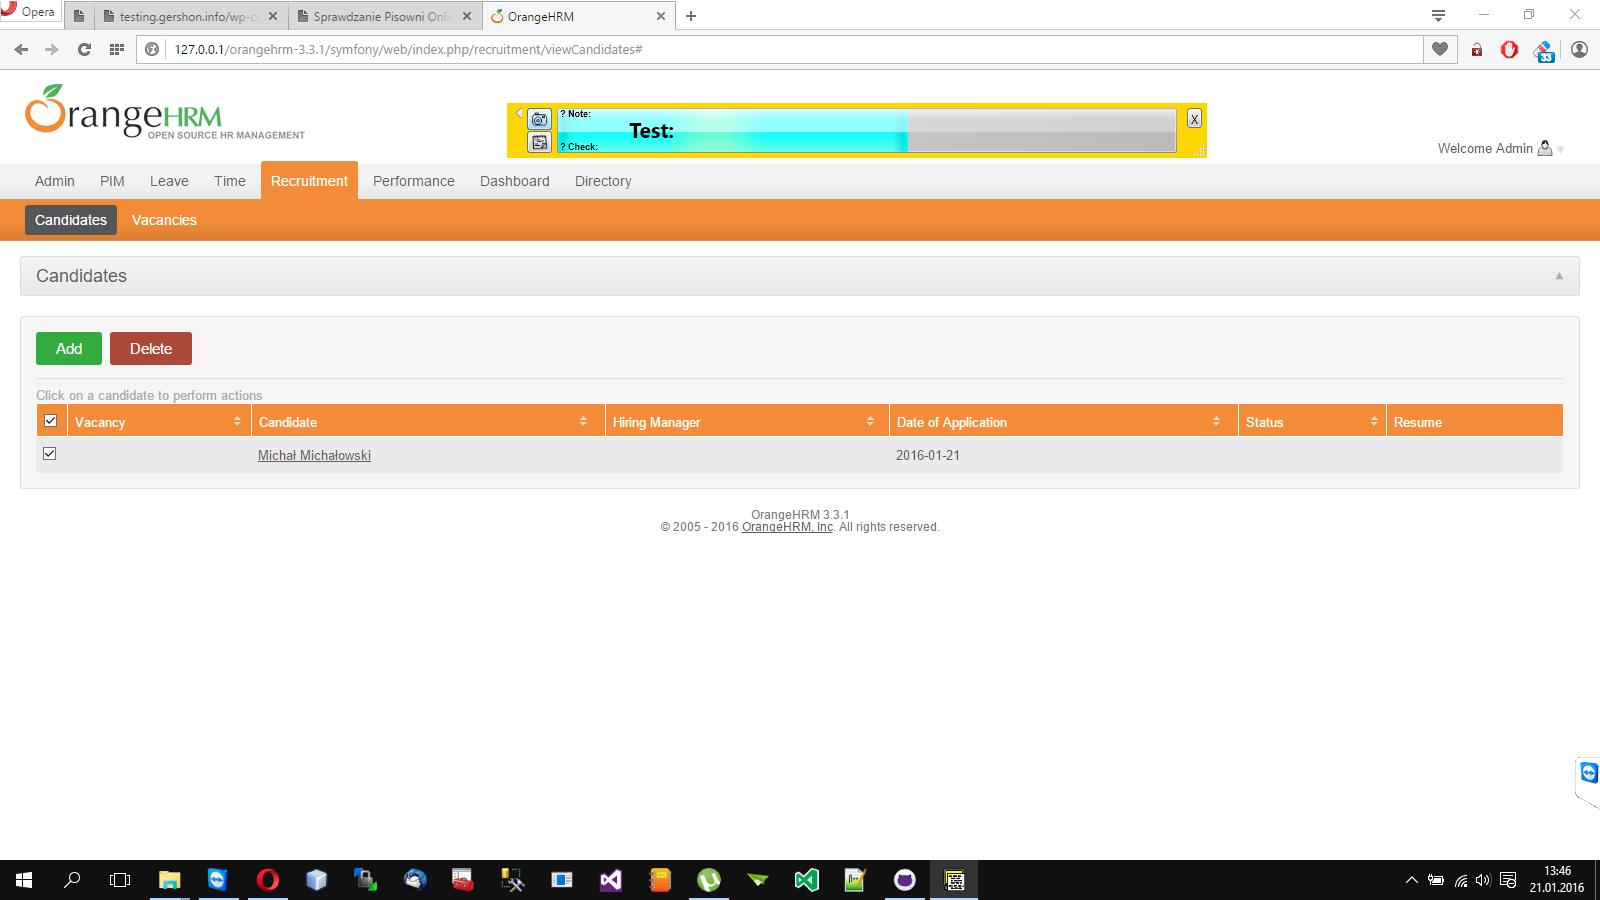 Opera
testing.gershon.info/wp-co
Sprawdzanie Pisowni Onli
OrangeHRM
127.0.0.1/orangehrm-3.3.1/symfony/web/index.php/recruitment/viewCandidates#
33
OrangeHRM
OPEN SOURCE HR MANAGEMENT
? Note:
Test:
? Check:
X
Welcome Admin
Admin PIM Leave Time Recruitment Performance Dashboard Directory
Candidates Vacancies
Candidates
Add Delete
Click on a candidate to perform actions
Vacancy Candidate Hiring Manager Date of Application Status Resume
Michał Michałowski 2016-01-21
OrangeHRM 3.3.1
© 2005 - 2016 OrangeHRM, Inc. All rights reserved.
13:46
21.01.2016